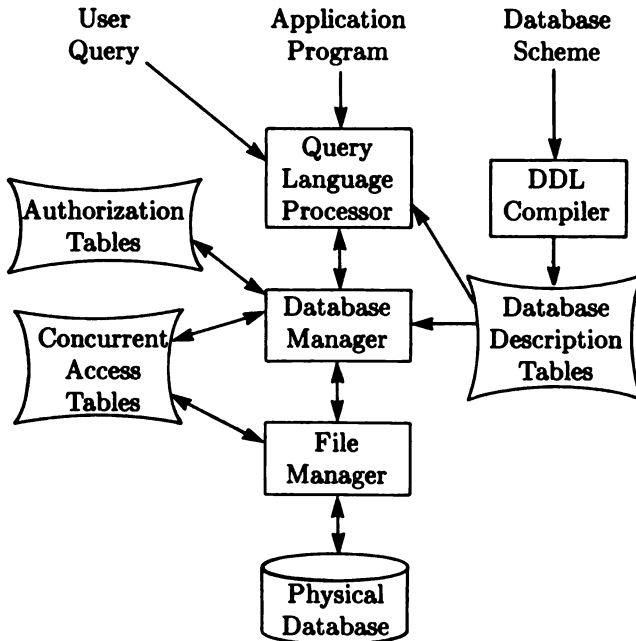 User
Query
Application
Program
Database
Scheme
Query
Language
Processor
DDL
Compiler
Authorization
Tables
Database
Manager
Database
Description
Tables
Concurrent
Access
Tables
File
Manager
Physical
Database